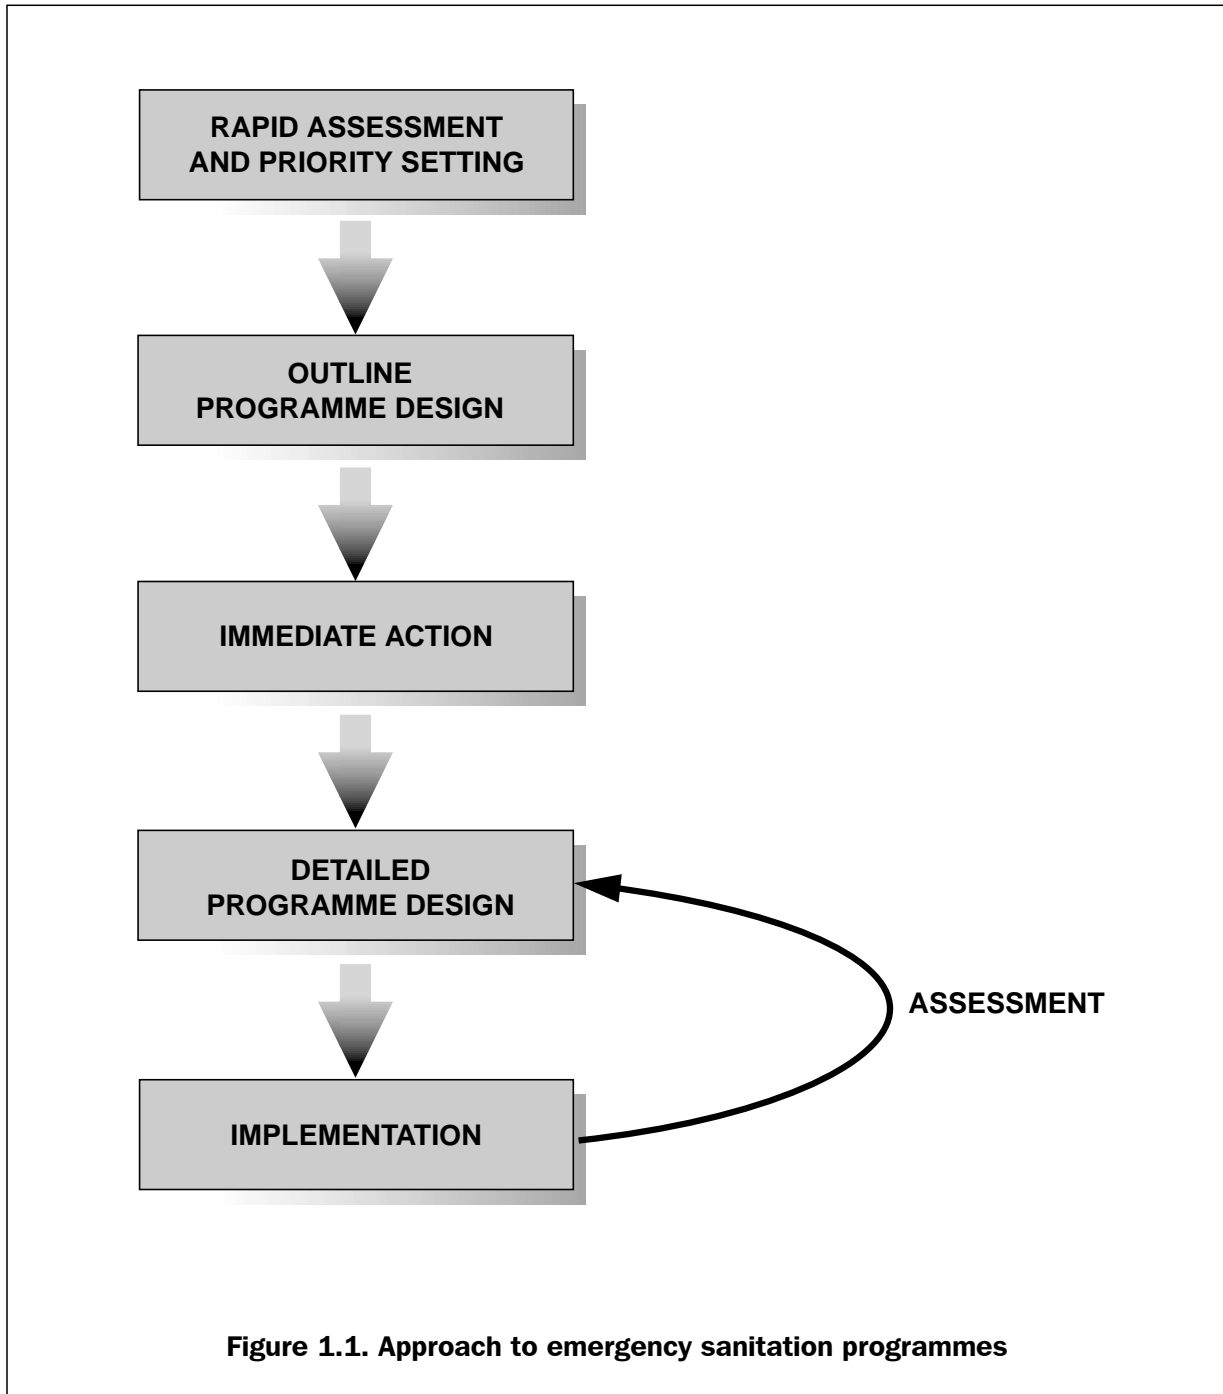 RAPID ASSESSMENT
AND PRIORITY SETTING
OUTLINE
PROGRAMME DESIGN
IMMEDIATE ACTION
DETAILED
PROGRAMME DESIGN
ASSESSMENT
IMPLEMENTATION
Figure 1.1. Approach to emergency sanitation programmes